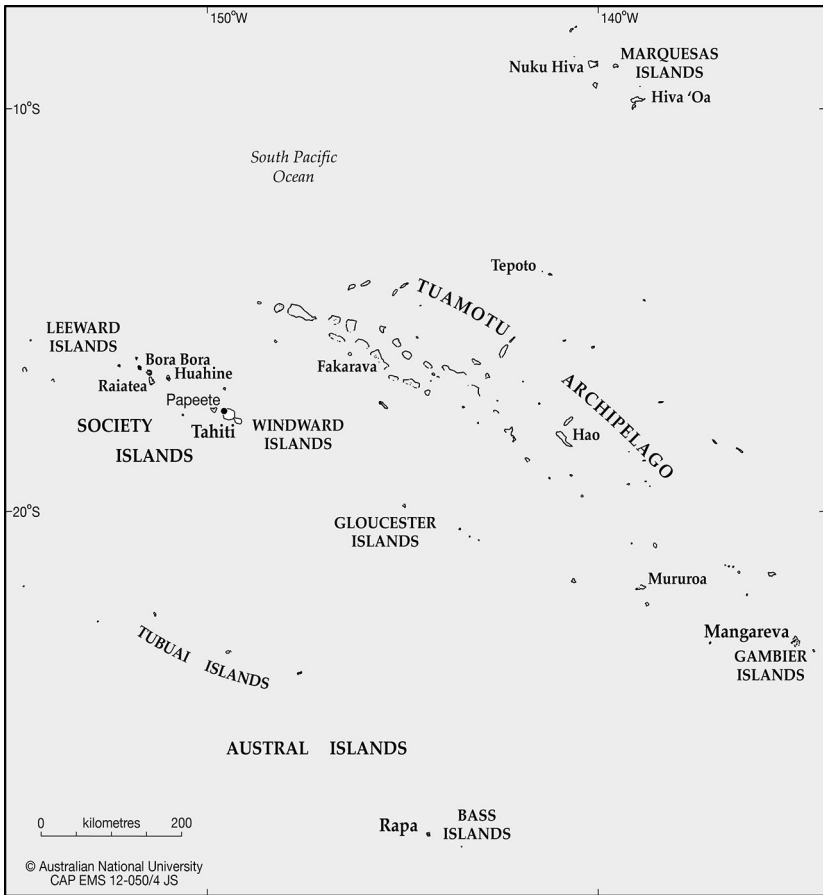 150°W
140°W
Nuku Hiva
MARQUESAS
ISLANDS
Hiva ‘Oa
10°S
South Pacific
Ocean
Tepoto
TUAMOTU
ARCHIPELAGO
LEEWARD
ISLANDS
Bora Bora
Huahine
Raiatea
Fakarava
Papeete
SOCIETY
ISLANDS
Tahiti
WINDWARD
ISLANDS
Hao
20°S
GLOUCESTER
ISLANDS
Mururoa
Mangareva
GAMBIER
ISLANDS
TUBUAI ISLANDS
AUSTRAL ISLANDS
Rapa
BASS
ISLANDS
0 kilometres 200
© Australian National University
CAP EMS 12-050/4 JS